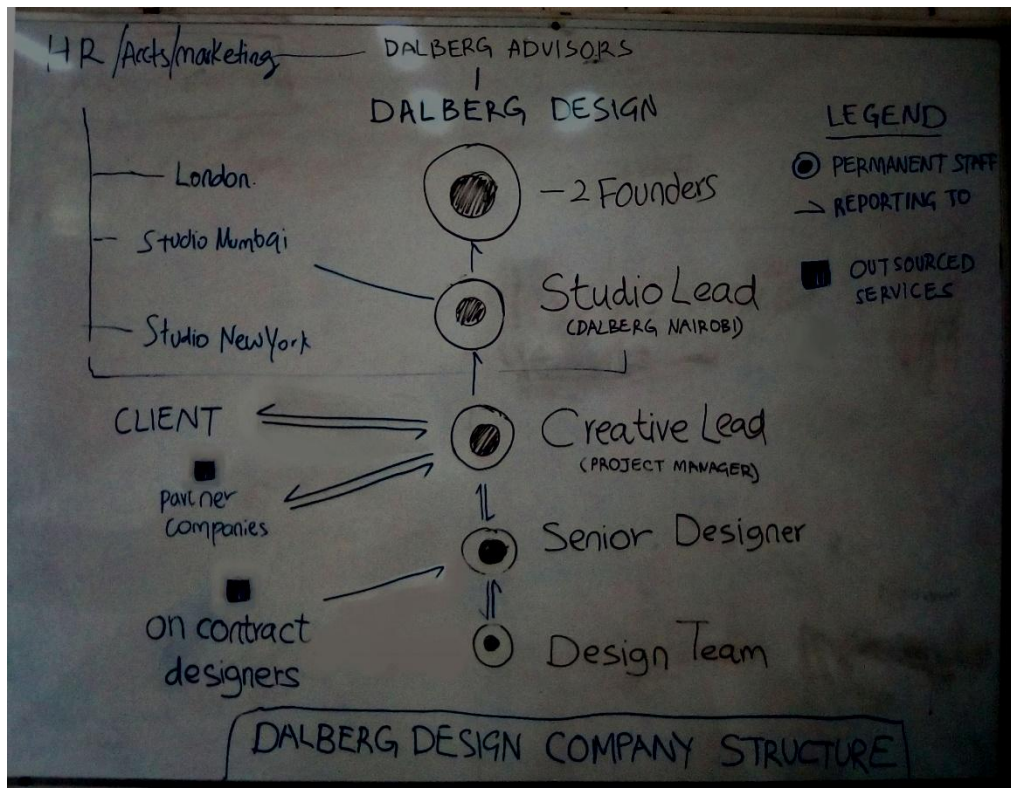 HR/Accts/marketing
DALBERG ADVISORS
DALBERG DESIGN
LEGEND
PERMANENT STAFF
REPORTING TO
OUTSOURCED
SERVICES
London.
Studio Mumbai
Studio New York
- 2 Founders
Studio Lead
(DALBERG NAIROBI)
CLIENT
Creative Lead
(PROJECT MANAGER)
partner
companies
Senior Designer
on contract
designers
Design Team
DALBERG DESIGN COMPANY STRUCTURE